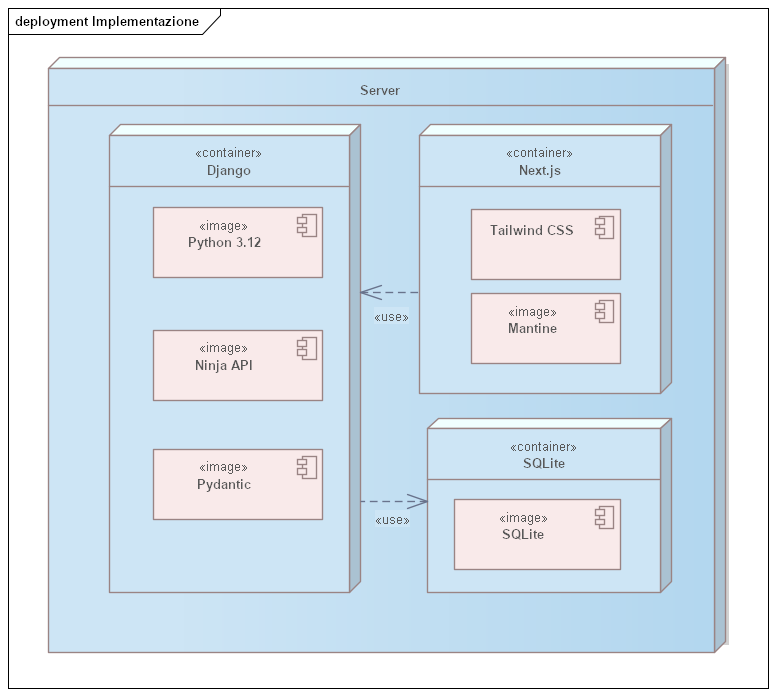 deployment Implementazione
Server
«container»
Django
«image»
Python 3.12
«image»
Ninja API
«image»
Pydantic
«container»
Next.js
Tailwind CSS
«image»
Mantine
«use»
«container»
SQLite
«image»
SQLite
«use»